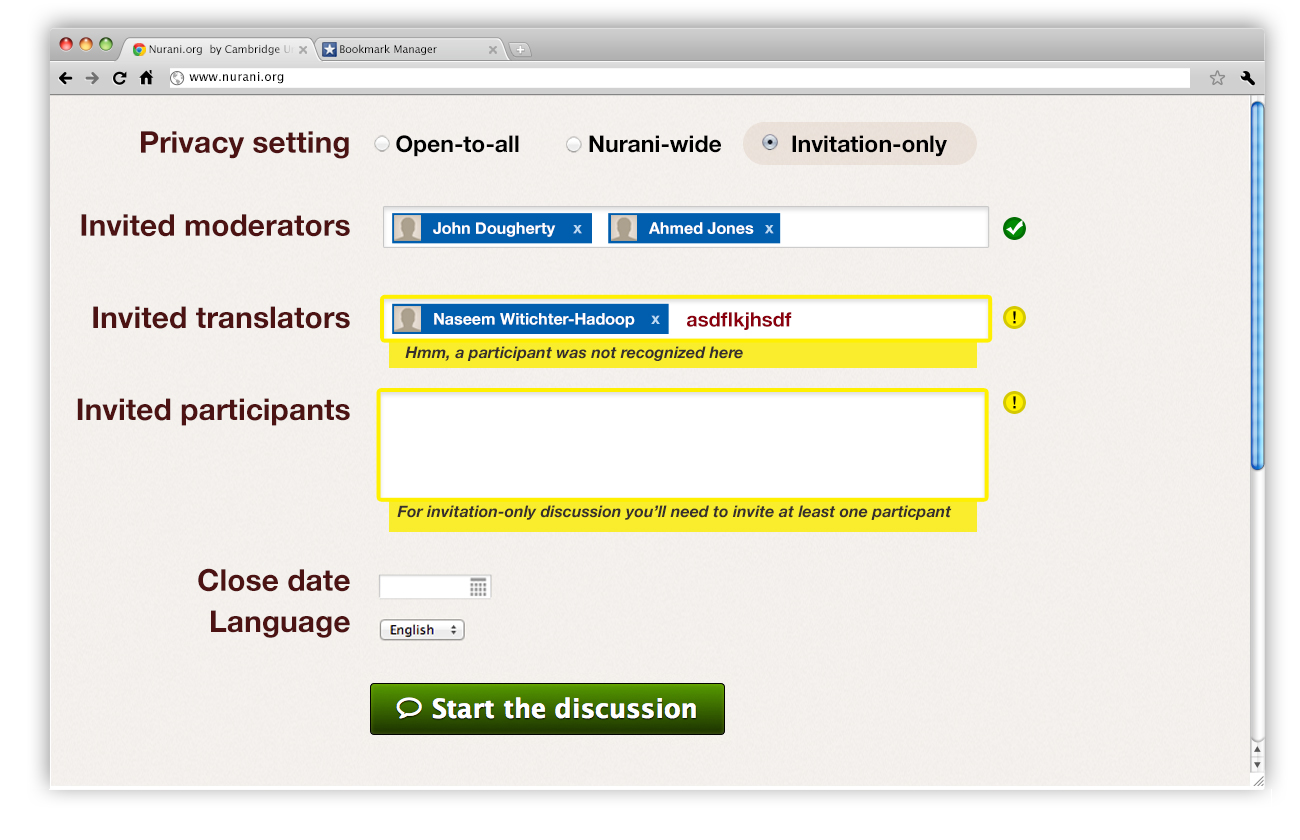 Nurani.org by Cambridge U
Bookmark Manager
www.nurani.org
Privacy setting Open-to-all Nurani-wide Invitation-only
Invited moderators John Dougherty x Ahmed Jones x
Invited translators Naseem Witichter-Hadoop x asdflkjhsdf
Hmm, a participant was not recognized here
Invited participants
For invitation-only discussion you'll need to invite at least one particpant
Close date
Language English
Start the discussion